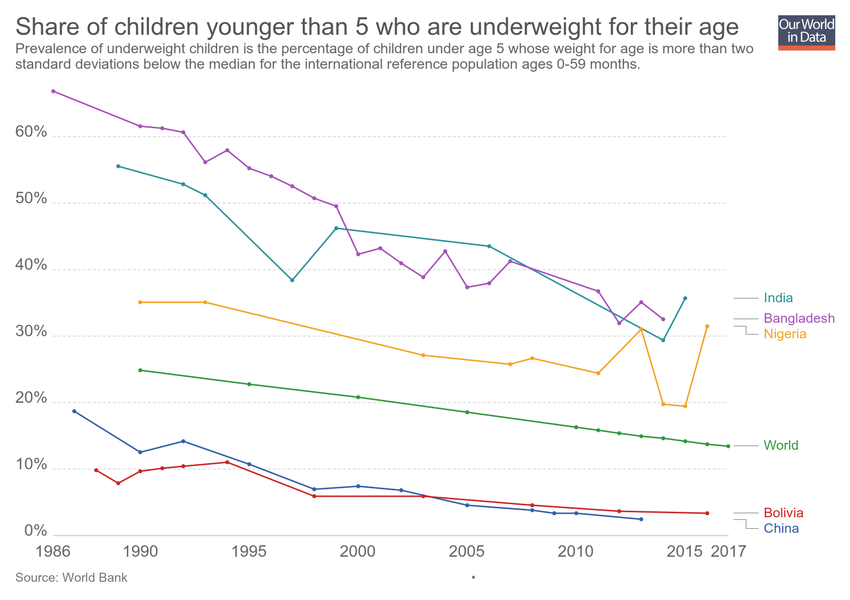 Share of children younger than 5 who are underweight for their age
Our World
in Data
Prevalence of underweight children is the percentage of children under age 5 whose weight for age is more than two
standard deviations below the median for the international reference population ages 0-59 months.
60%
50%
40%
30%
20%
10%
0%
India
Bangladesh
Nigeria
World
Bolivia
China
1986 1990 1995 2000 2005 2010 2015 2017
Source: World Bank